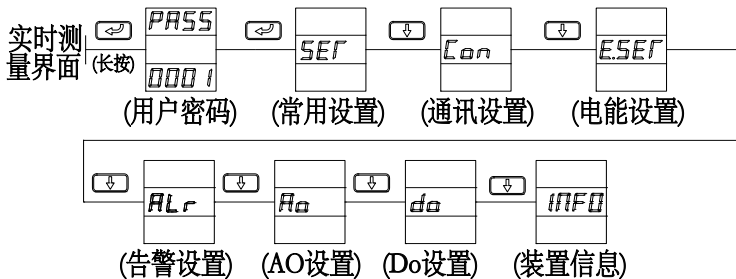 实时测
量界面
(长按)
PASS
0001
(用户密码)
SET
(常用设置)
Con
(通讯设置)
E.SET
(电能设置)
ALr
(告警设置)
Ao
(AO设置)
do
(Do设置)
INFO
(装置信息)